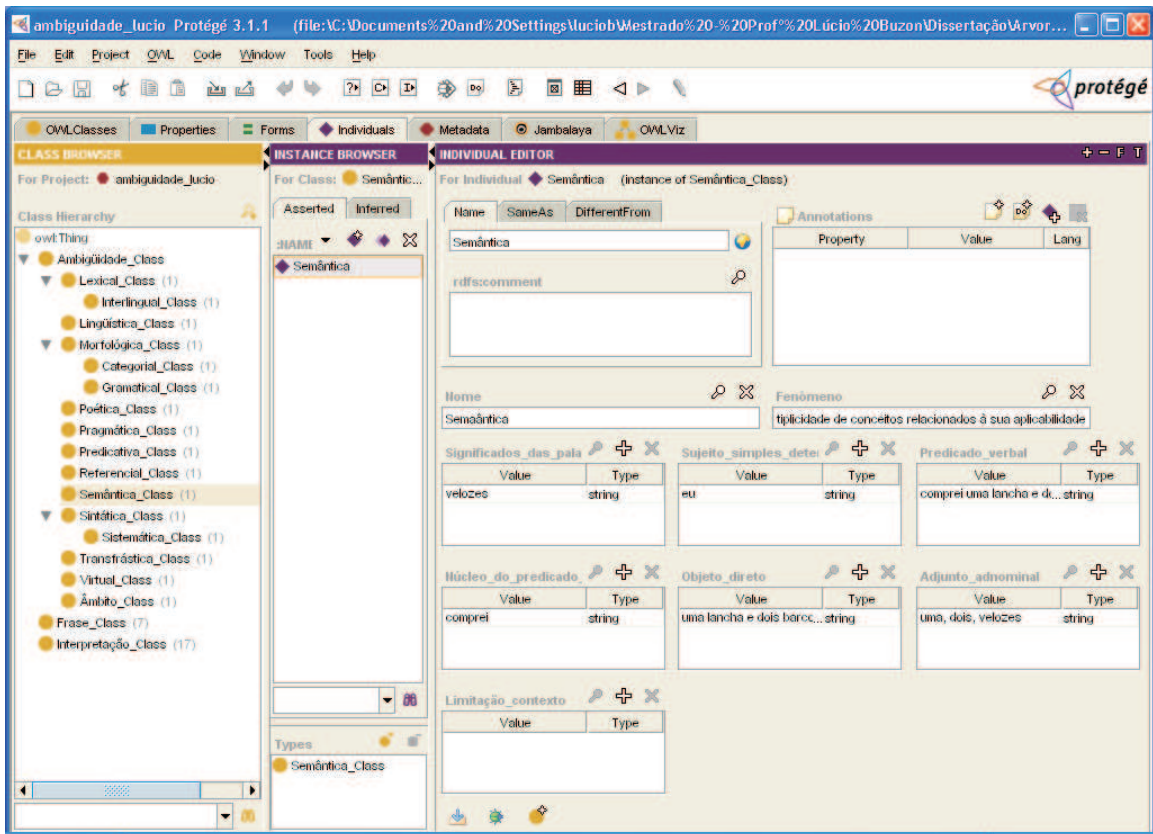 ambiguidade_lucio Protégé 3.1.1 (file:\C:\Documents%20and%20Settings\luciob\Mestrado%20-%20Profº%20Lúcio%20Buzon\Dissertação\Arvor...
File Edit Project OWL Code Window Tools Help
protégé
OWLClasses Properties Forms Individuals Metadata Jambalaya OWLViz
CLASS BROWSER
For Project: ambiguidade_lucio
Class Hierarchy
owl:Thing
Ambigüidade_Class
Lexical_Class (1)
Interlingual_Class (1)
Lingüística_Class (1)
Morfológica_Class (1)
Categorial_Class (1)
Gramatical_Class (1)
Poética_Class (1)
Pragmática_Class (1)
Predicativa_Class (1)
Referencial_Class (1)
Semântica_Class (1)
Sintática_Class (1)
Sistemática_Class (1)
Transfrástica_Class (1)
Virtual_Class (1)
Âmbito_Class (1)
Frase_Class (7)
Interpretação_Class (17)
INSTANCE BROWSER
For Class: Semântic...
Asserted Inferred
:NAME
Semântica
Types
Semântica_Class
INDIVIDUAL EDITOR
+ − F T
For Individual Semântica (instance of Semântica_Class)
Name SameAs DifferentFrom
Semântica
rdfs:comment
Annotations
Property Value Lang
Nome
Semaântica
Fenômeno
tiplicidade de conceitos relacionados à sua aplicabilidade
Significados_das_pala
Value Type
velozes string
Sujeito_simples_deter
Value Type
eu string
Predicado_verbal
Value Type
comprei uma lancha e do... string
Núcleo_do_predicado_
Value Type
comprei string
Objeto_direto
Value Type
uma lancha e dois barco... string
Adjunto_adnominal
Value Type
uma, dois, velozes string
Limitação_contexto
Value Type